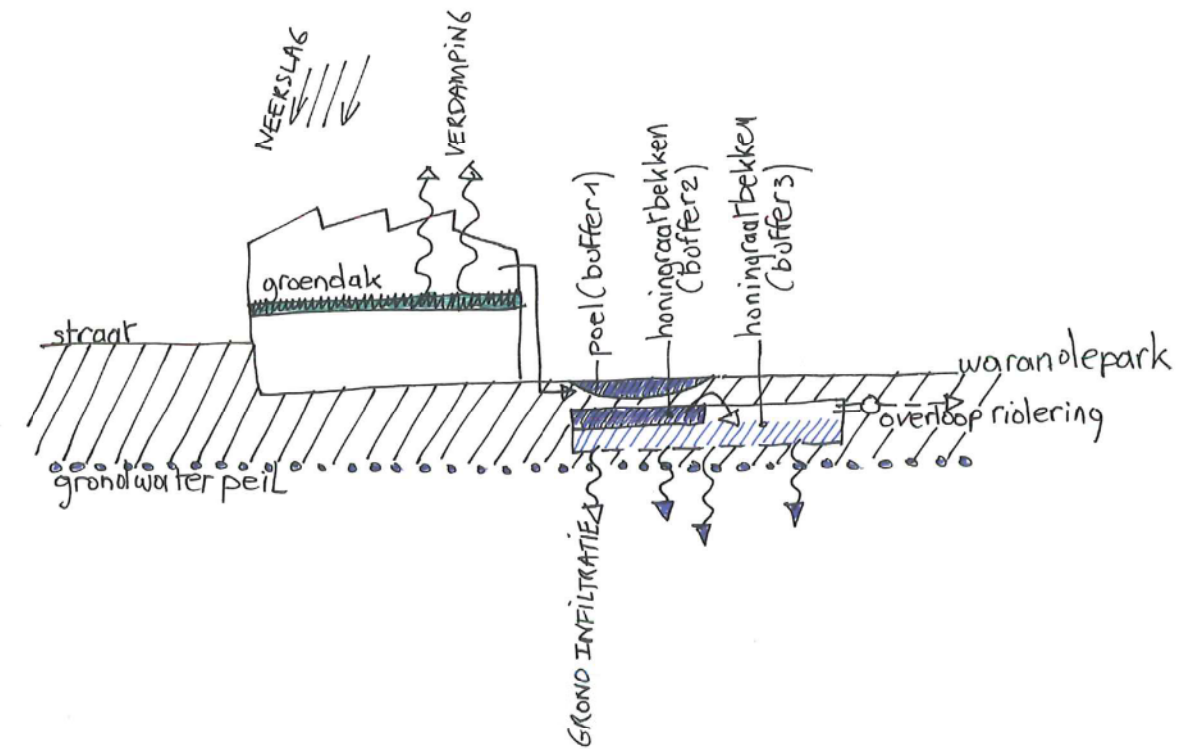 NEERSLAG
VERDAMPING
poel (buffer 1)
honingraatbekken
(buffer 2)
honingraatbekken
(buffer 3)
groendak
straat
warandepark
overloop riolering
grondwaterpeil
GROND INFILTRATIE